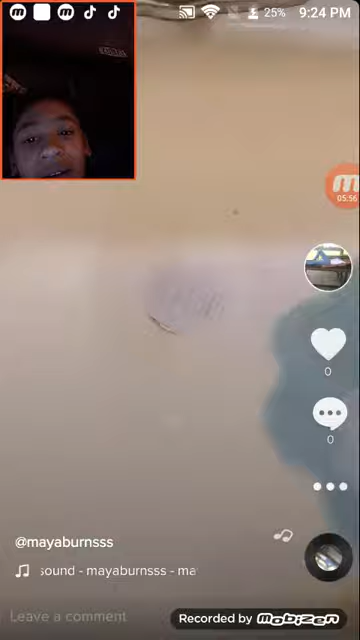 25% 9:24 PM
05:56
0
0
@mayaburnsss
sound - mayaburnsss - ma
Leave a comment
Recorded by Mobizen